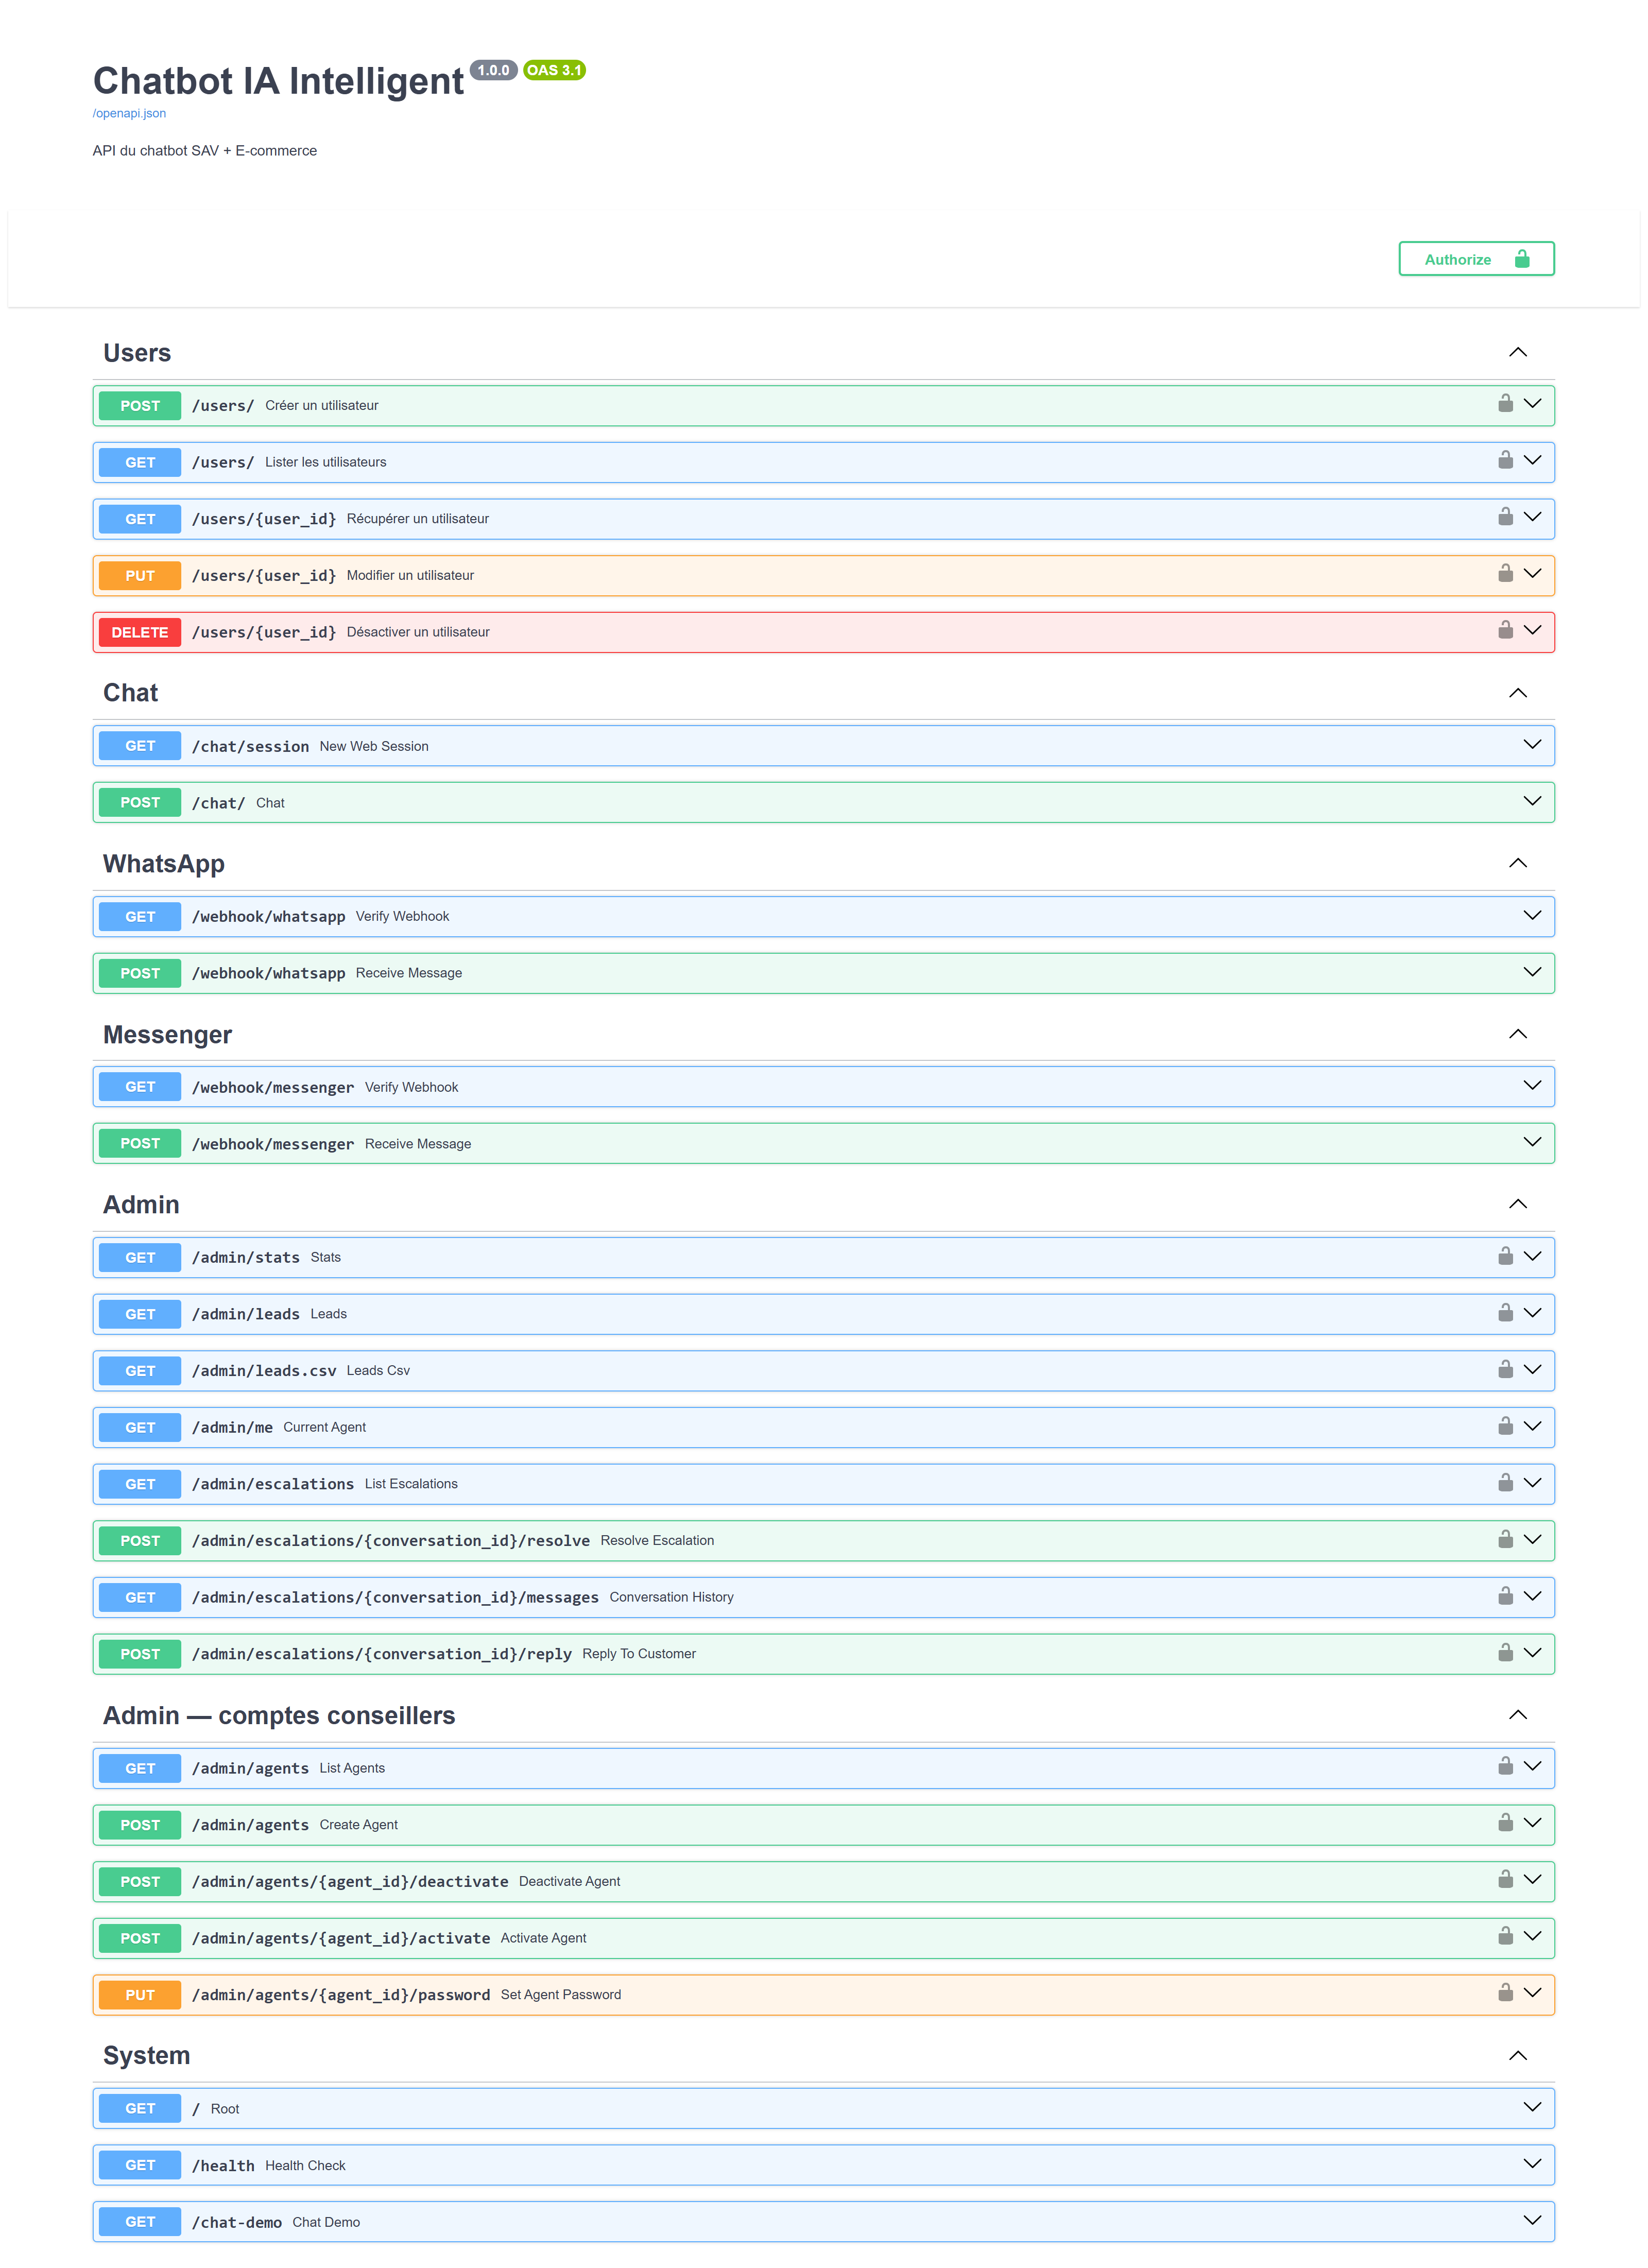 Chatbot IA Intelligent 1.0.0 OAS 3.1
/openapi.json
API du chatbot SAV + E-commerce
Authorize
Users
POST /users/ Créer un utilisateur
GET /users/ Lister les utilisateurs
GET /users/{user_id} Récupérer un utilisateur
PUT /users/{user_id} Modifier un utilisateur
DELETE /users/{user_id} Désactiver un utilisateur
Chat
GET /chat/session New Web Session
POST /chat/ Chat
WhatsApp
GET /webhook/whatsapp Verify Webhook
POST /webhook/whatsapp Receive Message
Messenger
GET /webhook/messenger Verify Webhook
POST /webhook/messenger Receive Message
Admin
GET /admin/stats Stats
GET /admin/leads Leads
GET /admin/leads.csv Leads Csv
GET /admin/me Current Agent
GET /admin/escalations List Escalations
POST /admin/escalations/{conversation_id}/resolve Resolve Escalation
GET /admin/escalations/{conversation_id}/messages Conversation History
POST /admin/escalations/{conversation_id}/reply Reply To Customer
Admin — comptes conseillers
GET /admin/agents List Agents
POST /admin/agents Create Agent
POST /admin/agents/{agent_id}/deactivate Deactivate Agent
POST /admin/agents/{agent_id}/activate Activate Agent
PUT /admin/agents/{agent_id}/password Set Agent Password
System
GET / Root
GET /health Health Check
GET /chat-demo Chat Demo